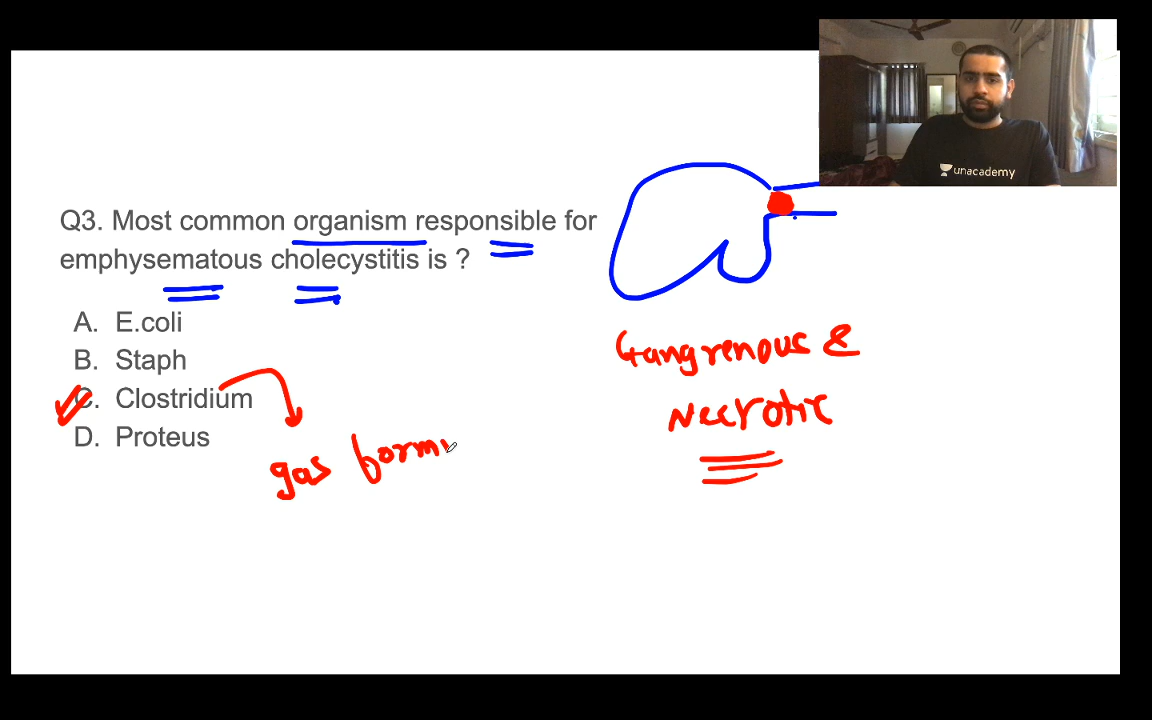 unacademy
Q3. Most common organism responsible for
emphysematous cholecystitis is ?
A. E.coli
B. Staph
C. Clostridium
D. Proteus
Gangrenous &
Necrotic
gas form